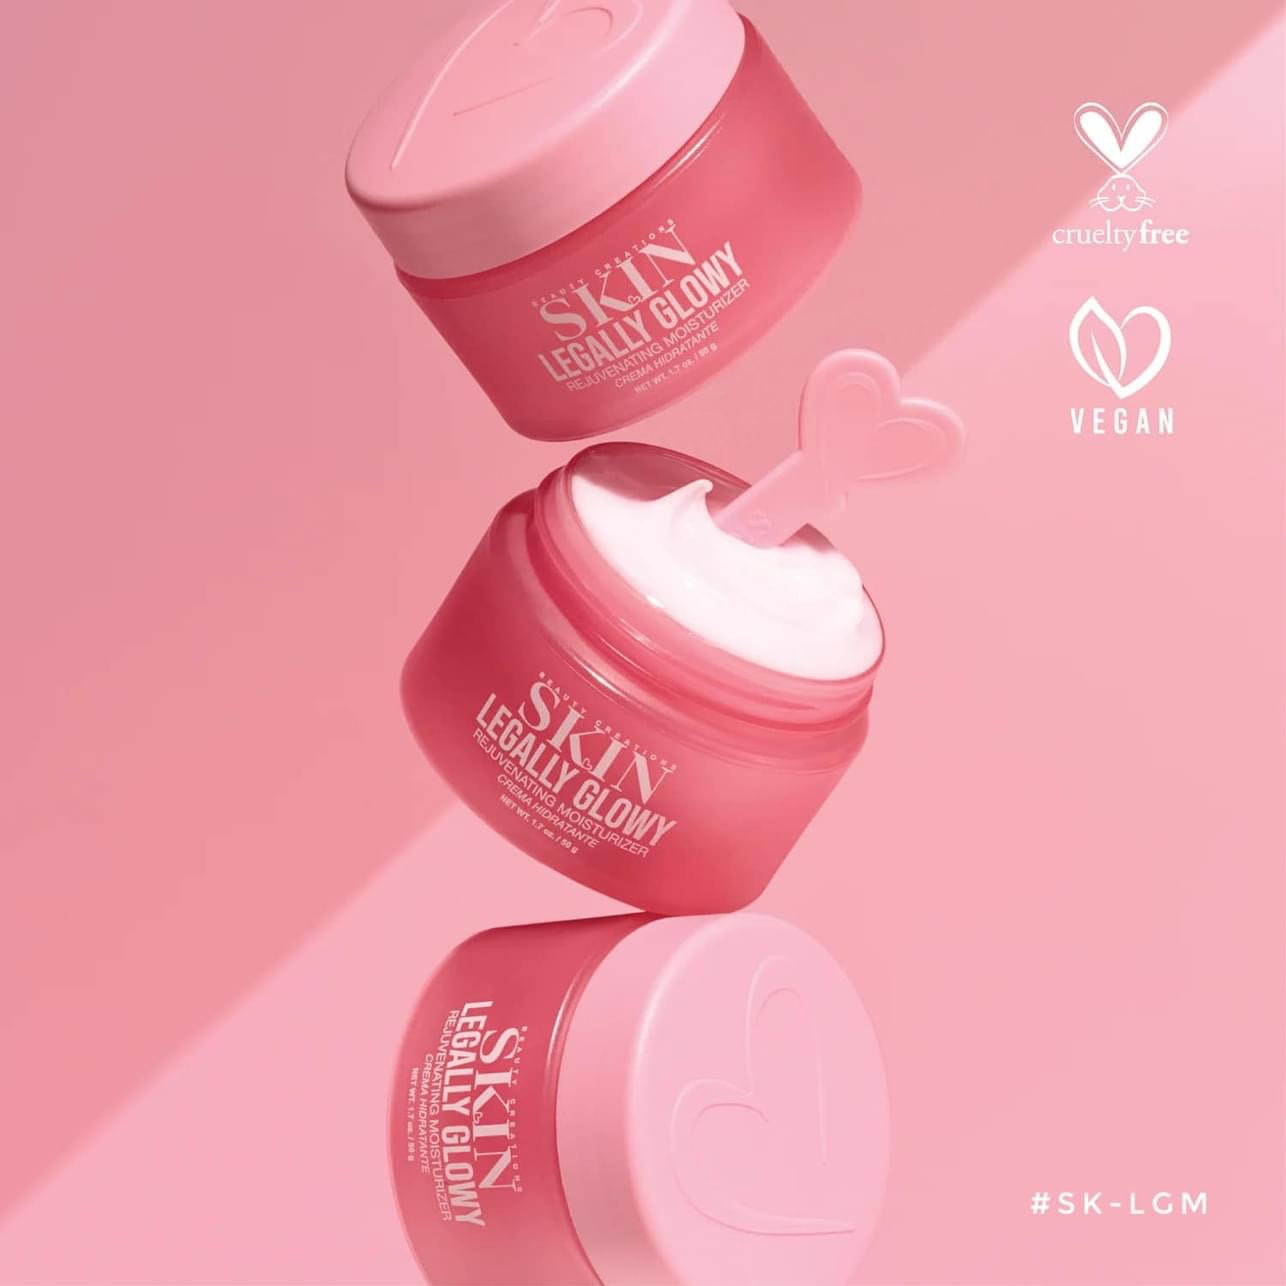 BEAUTY CREATIONS
SKIN
LEGALLY GLOWY
REJUVENATING MOISTURIZER
CREMA HIDRATANTE
NET WT. 1.7 oz. / 50 g
crueltyfree
VEGAN
BEAUTY CREATIONS
SKIN
LEGALLY GLOWY
REJUVENATING MOISTURIZER
CREMA HIDRATANTE
NET WT. 1.7 oz. / 50 g
BEAUTY CREATIONS
SKIN
LEGALLY GLOWY
REJUVENATING MOISTURIZER
CREMA HIDRATANTE
NET WT. 1.7 oz. / 50 g
#SK-LGM